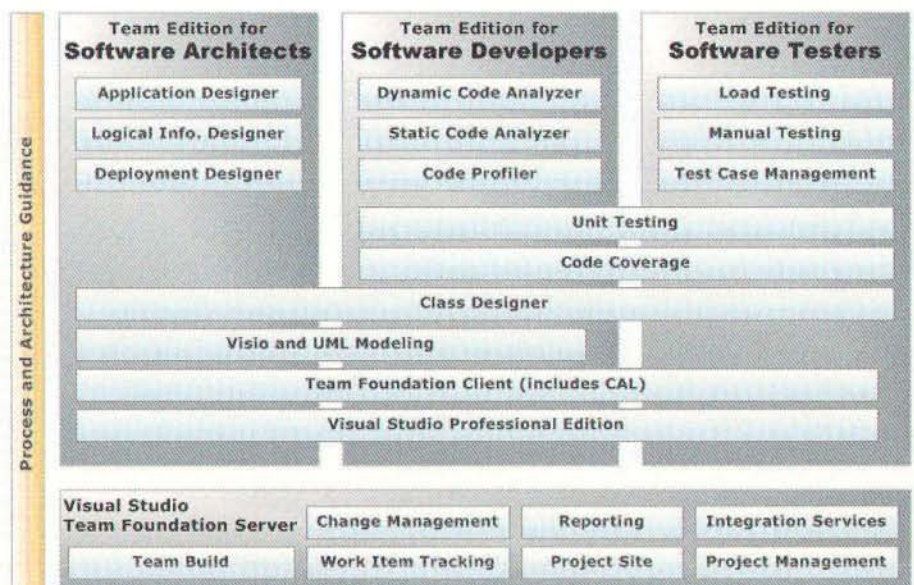 Process and Architecture Guidance
Team Edition for
Software Architects
Application Designer
Logical Info. Designer
Deployment Designer
Team Edition for
Software Developers
Dynamic Code Analyzer
Static Code Analyzer
Code Profiler
Team Edition for
Software Testers
Load Testing
Manual Testing
Test Case Management
Unit Testing
Code Coverage
Class Designer
Visio and UML Modeling
Team Foundation Client (includes CAL)
Visual Studio Professional Edition
Visual Studio
Team Foundation Server
Change Management
Reporting
Integration Services
Team Build
Work Item Tracking
Project Site
Project Management